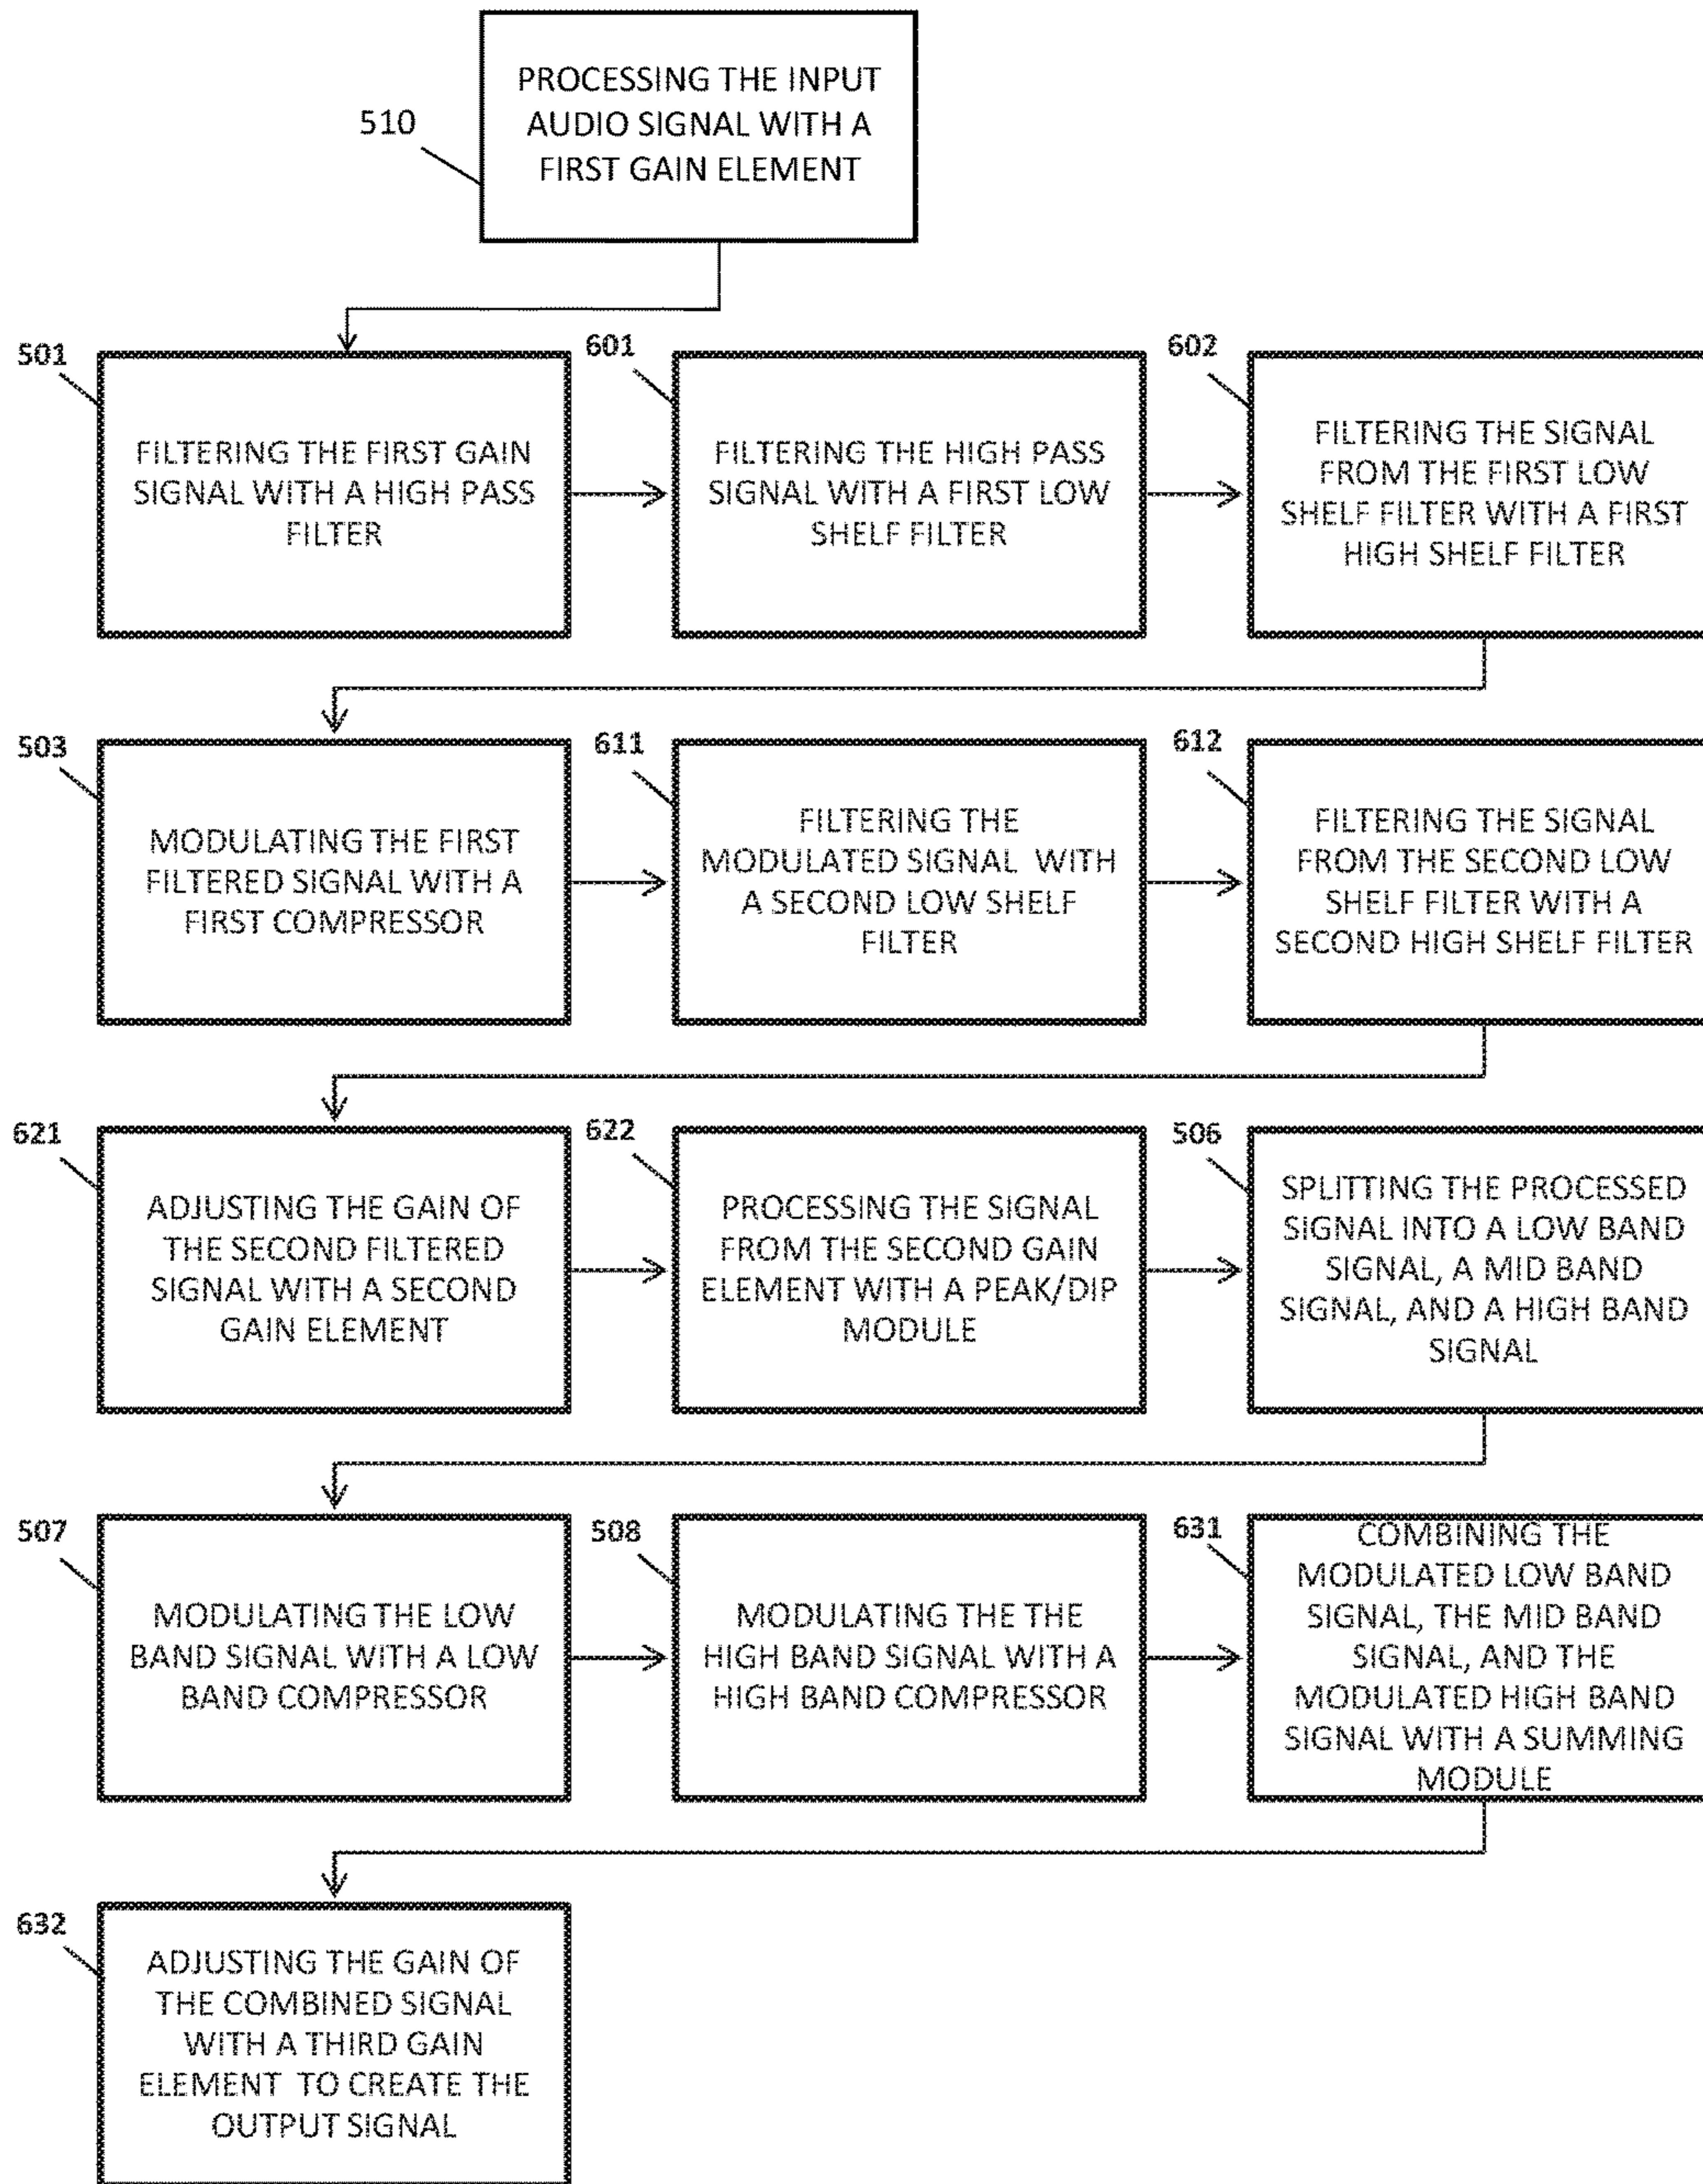 510
PROCESSING THE INPUT
AUDIO SIGNAL WITH A
FIRST GAIN ELEMENT
501
FILTERING THE FIRST GAIN
SIGNAL WITH A HIGH PASS
FILTER
601
FILTERING THE HIGH PASS
SIGNAL WITH A FIRST LOW
SHELF FILTER
602
FILTERING THE SIGNAL
FROM THE FIRST LOW
SHELF FILTER WITH A FIRST
HIGH SHELF FILTER
503
MODULATING THE FIRST
FILTERED SIGNAL WITH A
FIRST COMPRESSOR
611
FILTERING THE
MODULATED SIGNAL WITH
A SECOND LOW SHELF
FILTER
612
FILTERING THE SIGNAL
FROM THE SECOND LOW
SHELF FILTER WITH A
SECOND HIGH SHELF FILTER
621
ADJUSTING THE GAIN OF
THE SECOND FILTERED
SIGNAL WITH A SECOND
GAIN ELEMENT
622
PROCESSING THE SIGNAL
FROM THE SECOND GAIN
ELEMENT WITH A PEAK/DIP
MODULE
506
SPLITTING THE PROCESSED
SIGNAL INTO A LOW BAND
SIGNAL, A MID BAND
SIGNAL, AND A HIGH BAND
SIGNAL
507
MODULATING THE LOW
BAND SIGNAL WITH A LOW
BAND COMPRESSOR
508
MODULATING THE THE
HIGH BAND SIGNAL WITH A
HIGH BAND COMPRESSOR
631
COMBINING THE
MODULATED LOW BAND
SIGNAL, THE MID BAND
SIGNAL, AND THE
MODULATED HIGH BAND
SIGNAL WITH A SUMMING
MODULE
632
ADJUSTING THE GAIN OF
THE COMBINED SIGNAL
WITH A THIRD GAIN
ELEMENT TO CREATE THE
OUTPUT SIGNAL